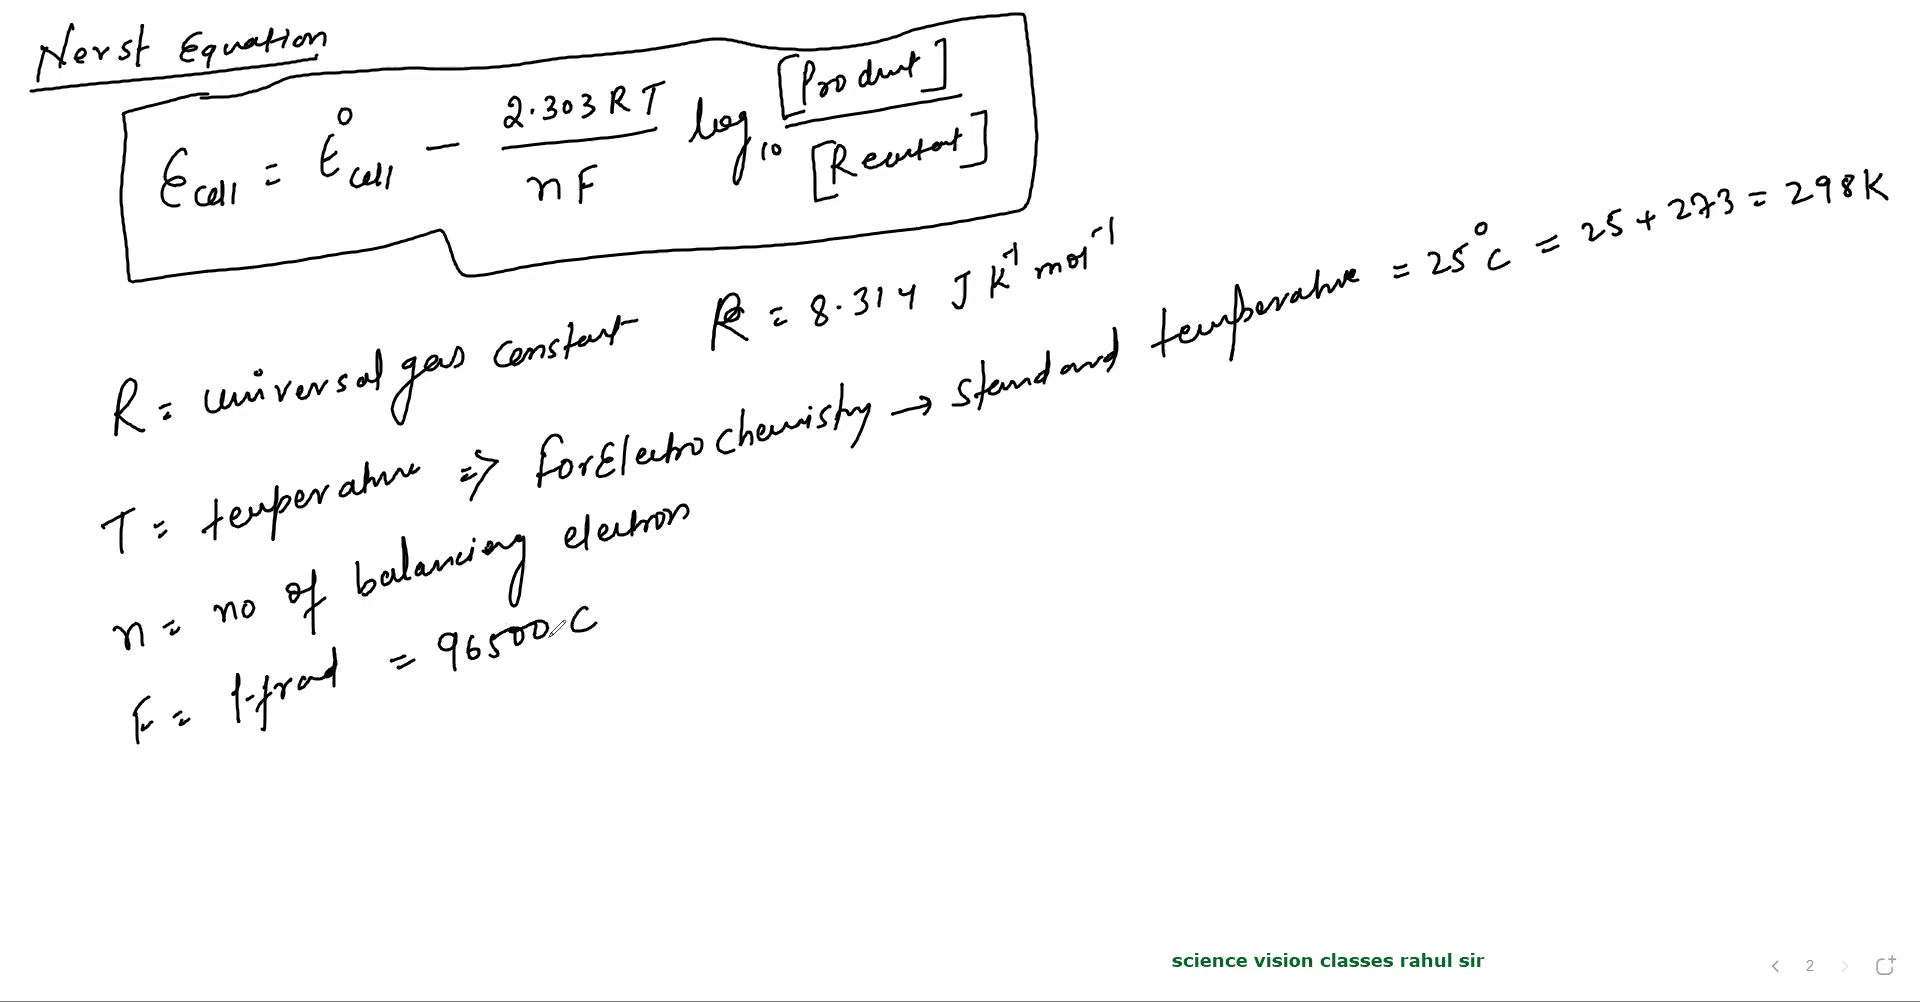 Nerst Equation
Ecell = E°cell - 2.303RT / nF log10 [Product] / [Reactant]
R = universal gas constant R = 8.314 J K^-1 mol^-1
T = temperature => For Electrochemistry → standard temperature = 25°C = 25 + 273 = 298K
n = no of balancing electron
F = 1-frad = 96500 C
science vision classes rahul sir
2